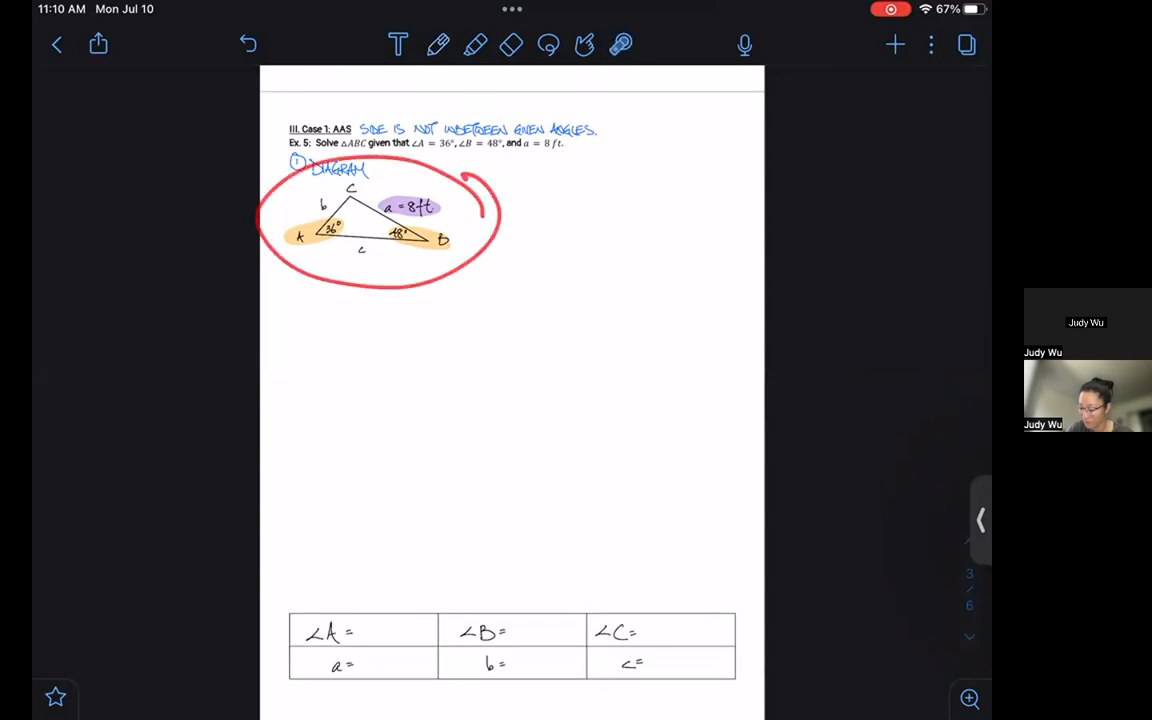 11:10 AM Mon Jul 10
67%
T
III. Case 1: AAS SIDE IS NOT INBETWEEN GIVEN ANGLES.
Ex. 5: Solve △ABC given that ∠A = 36°, ∠B = 48°, and a = 8 ft.
① DIAGRAM
C
b a = 8ft
A 36° 48° B
c
Judy Wu
Judy Wu
Judy Wu
3
6
∠A = ∠B = ∠C =
a = b = c =